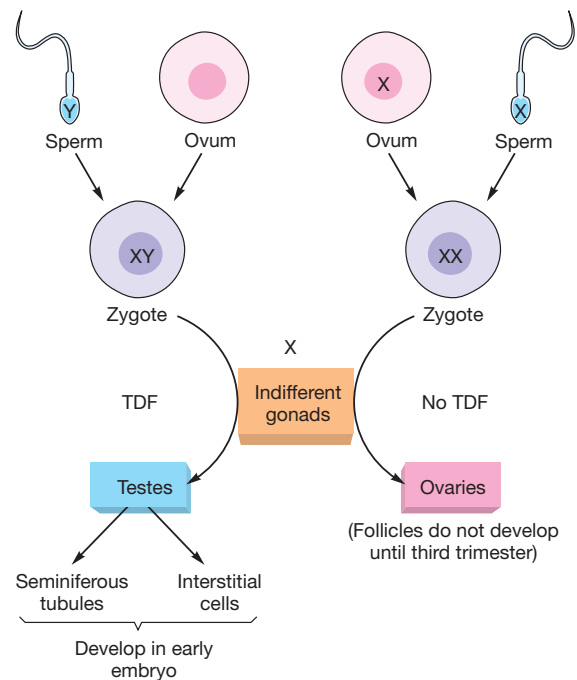 Y
X
X
Sperm
Ovum
Ovum
Sperm
XY
XX
Zygote
Zygote
X
TDF
Indifferent
gonads
No TDF
Testes
Ovaries
(Follicles do not develop
until third trimester)
Seminiferous
tubules
Interstitial
cells
Develop in early
embryo